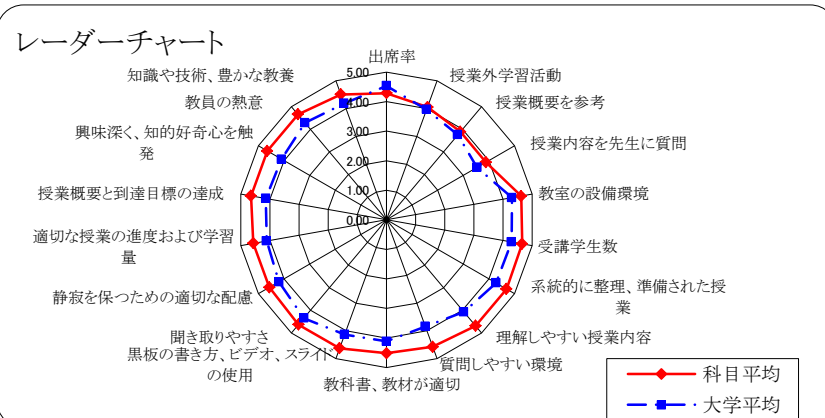 レーダーチャート
出席率
授業外学習活動
授業概要を参考
授業内容を先生に質問
教室の設備環境
受講学生数
系統的に整理、準備された授
業
理解しやすい授業内容
質問しやすい環境
教科書、教材が適切
黒板の書き方、ビデオ、スライド
の使用
聞き取りやすさ
静寂を保つための適切な配慮
適切な授業の進度および学習
量
授業概要と到達目標の達成
興味深く、知的好奇心を触
発
教員の熱意
知識や技術、豊かな教養
5.00
4.00
3.00
2.00
1.00
0.00
科目平均
大学平均